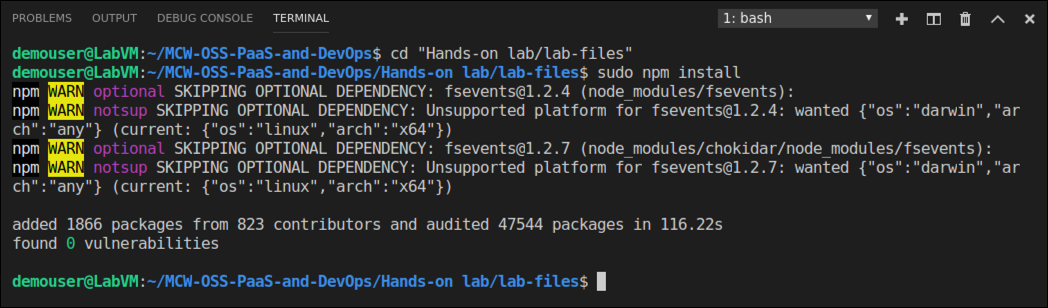 PROBLEMS OUTPUT DEBUG CONSOLE TERMINAL 1: bash
demouser@LabVM:~/MCW-OSS-PaaS-and-DevOps$ cd "Hands-on lab/lab-files"
demouser@LabVM:~/MCW-OSS-PaaS-and-DevOps/Hands-on lab/lab-files$ sudo npm install
npm WARN optional SKIPPING OPTIONAL DEPENDENCY: fsevents@1.2.4 (node_modules/fsevents):
npm WARN notsup SKIPPING OPTIONAL DEPENDENCY: Unsupported platform for fsevents@1.2.4: wanted {"os":"darwin","ar
ch":"any"} (current: {"os":"linux","arch":"x64"})
npm WARN optional SKIPPING OPTIONAL DEPENDENCY: fsevents@1.2.7 (node_modules/chokidar/node_modules/fsevents):
npm WARN notsup SKIPPING OPTIONAL DEPENDENCY: Unsupported platform for fsevents@1.2.7: wanted {"os":"darwin","ar
ch":"any"} (current: {"os":"linux","arch":"x64"})
added 1866 packages from 823 contributors and audited 47544 packages in 116.22s
found 0 vulnerabilities
demouser@LabVM:~/MCW-OSS-PaaS-and-DevOps/Hands-on lab/lab-files$